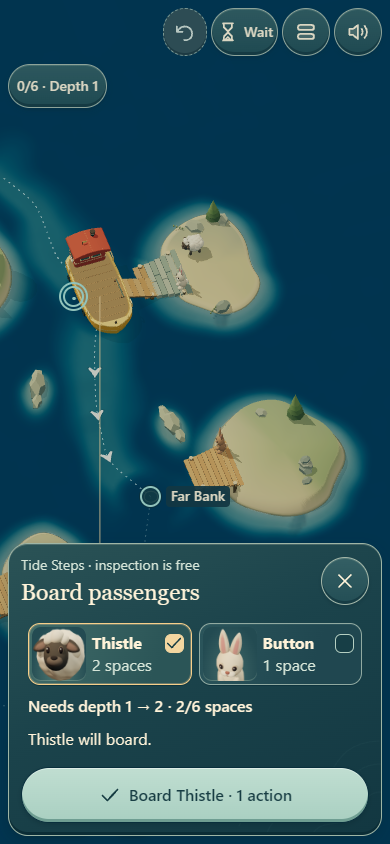 Wait
0/6 · Depth 1
Far Bank
Tide Steps · inspection is free
Board passengers
Thistle
2 spaces
Button
1 space
Needs depth 1 → 2 · 2/6 spaces
Thistle will board.
Board Thistle · 1 action